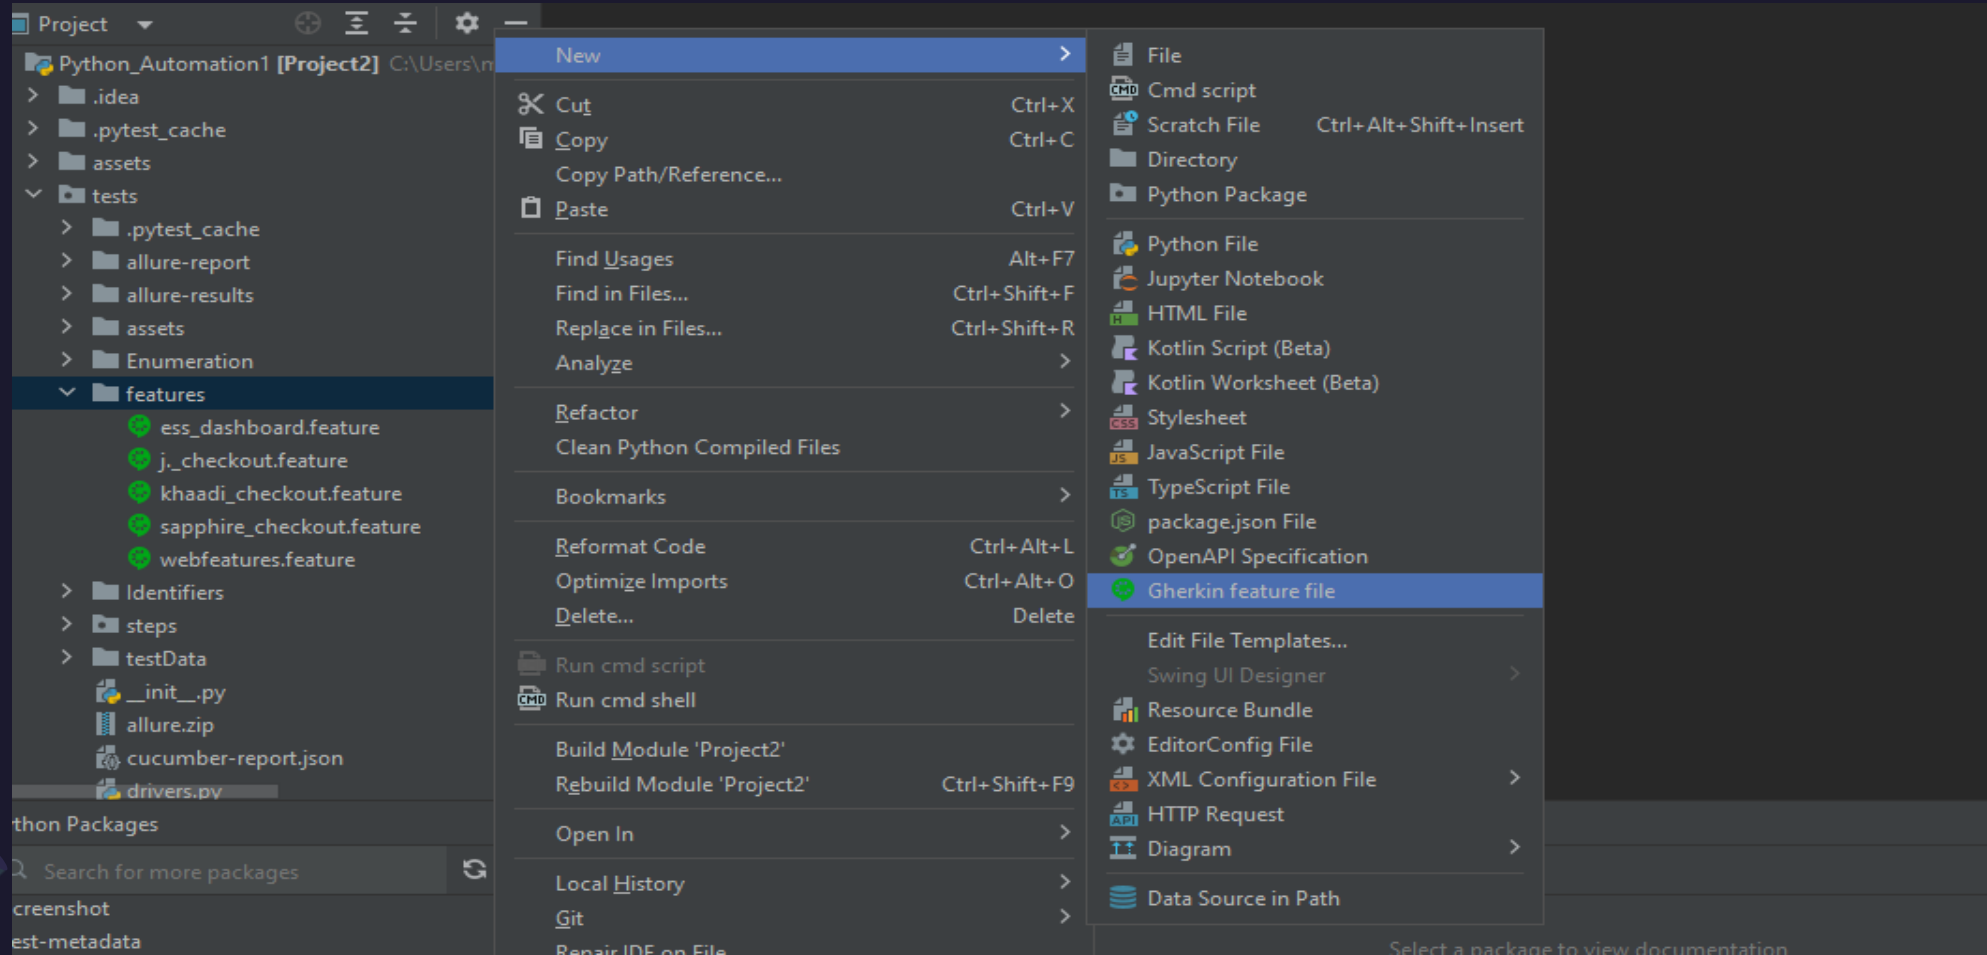 Project
Python_Automation1 [Project2] C:\Users\
.idea
.pytest_cache
assets
tests
.pytest_cache
allure-report
allure-results
assets
Enumeration
features
ess_dashboard.feature
j._checkout.feature
khaadi_checkout.feature
sapphire_checkout.feature
webfeatures.feature
Identifiers
steps
testData
__init__.py
allure.zip
cucumber-report.json
drivers.py
thon Packages
Search for more packages
creenshot
est-metadata
New
Cut Ctrl+X
Copy Ctrl+C
Copy Path/Reference...
Paste Ctrl+V
Find Usages Alt+F7
Find in Files... Ctrl+Shift+F
Replace in Files... Ctrl+Shift+R
Analyze
Refactor
Clean Python Compiled Files
Bookmarks
Reformat Code Ctrl+Alt+L
Optimize Imports Ctrl+Alt+O
Delete... Delete
Run cmd script
CMD Run cmd shell
Build Module 'Project2'
Rebuild Module 'Project2' Ctrl+Shift+F9
Open In
Local History
Git
Repair IDE on File
File
CMD Cmd script
Scratch File Ctrl+Alt+Shift+Insert
Directory
Python Package
Python File
Jupyter Notebook
H HTML File
Kotlin Script (Beta)
Kotlin Worksheet (Beta)
CSS Stylesheet
JS JavaScript File
TS TypeScript File
JS package.json File
OpenAPI Specification
Gherkin feature file
Edit File Templates...
Swing UI Designer
Resource Bundle
EditorConfig File
XML Configuration File
API HTTP Request
Diagram
Data Source in Path
Select a package to view documentation